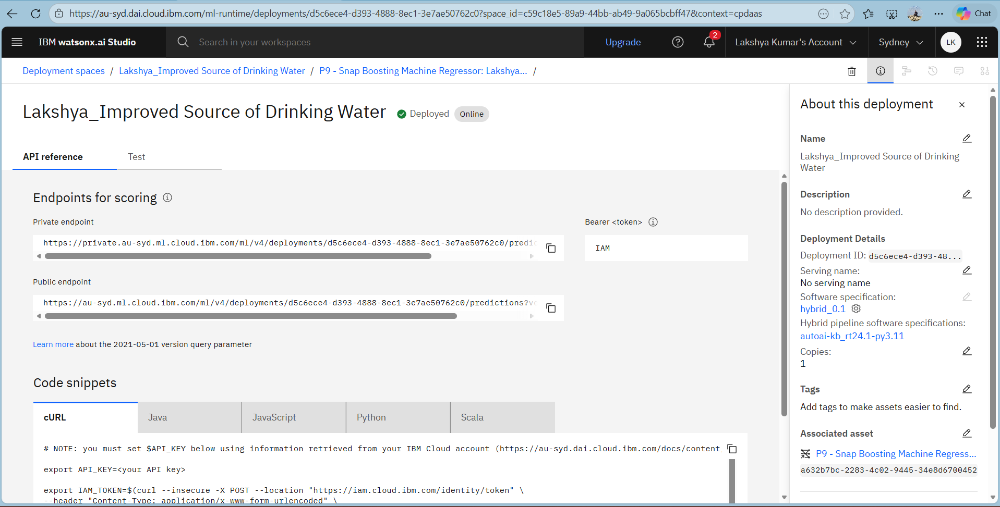 https://au-syd.dai.cloud.ibm.com/ml-runtime/deployments/d5c6ece4-d393-4888-8ec1-3e7ae50762c0?space_id=c59c18e5-89a9-44bb-ab49-9a065bcbff47&context=cpdaas
Chat
IBM watsonx.ai Studio
Search in your workspaces
Upgrade
2
Lakshya Kumar's Account
Sydney
LK
Deployment spaces / Lakshya_Improved Source of Drinking Water / P9 - Snap Boosting Machine Regressor: Lakshya... /
Lakshya_Improved Source of Drinking Water
Deployed
Online
API reference
Test
Endpoints for scoring
Private endpoint
https://private.au-syd.ml.cloud.ibm.com/ml/v4/deployments/d5c6ece4-d393-4888-8ec1-3e7ae50762c0/predic
Bearer <token>
IAM
Public endpoint
https://au-syd.ml.cloud.ibm.com/ml/v4/deployments/d5c6ece4-d393-4888-8ec1-3e7ae50762c0/predictions?ve
Learn more about the 2021-05-01 version query parameter
Code snippets
cURL
Java
JavaScript
Python
Scala
# NOTE: you must set $API_KEY below using information retrieved from your IBM Cloud account (https://au-syd.dai.cloud.ibm.com/docs/content/
export API_KEY=<your API key>
export IAM_TOKEN=$(curl --insecure -X POST --location "https://iam.cloud.ibm.com/identity/token" \
--header "Content-Type: application/x-www-form-urlencoded" \
About this deployment
Name
Lakshya_Improved Source of Drinking
Water
Description
No description provided.
Deployment Details
Deployment ID: d5c6ece4-d393-48...
Serving name:
No serving name
Software specification:
hybrid_0.1
Hybrid pipeline software specifications:
autoai-kb_rt24.1-py3.11
Copies:
1
Tags
Add tags to make assets easier to find.
Associated asset
P9 - Snap Boosting Machine Regress...
a632b7bc-2283-4c02-9445-34e8d6700452